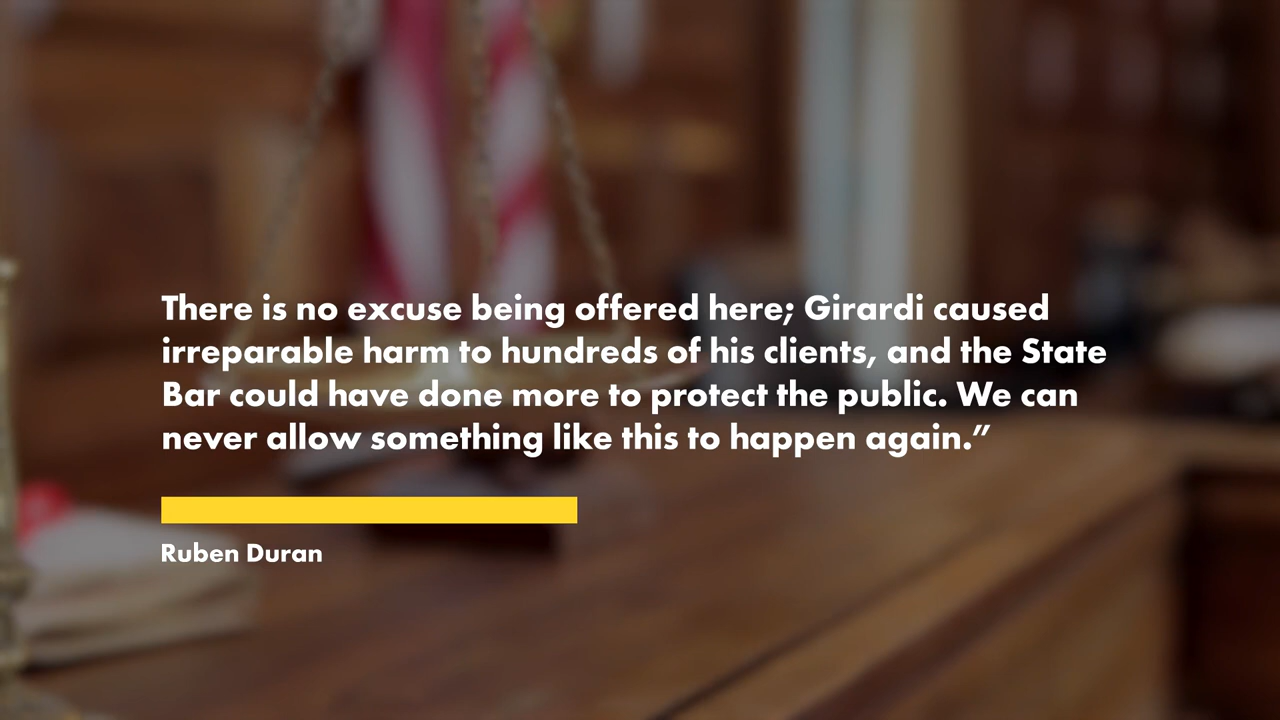 There is no excuse being offered here; Girardi caused
irreparable harm to hundreds of his clients, and the State
Bar could have done more to protect the public. We can
never allow something like this to happen again.”
Ruben Duran